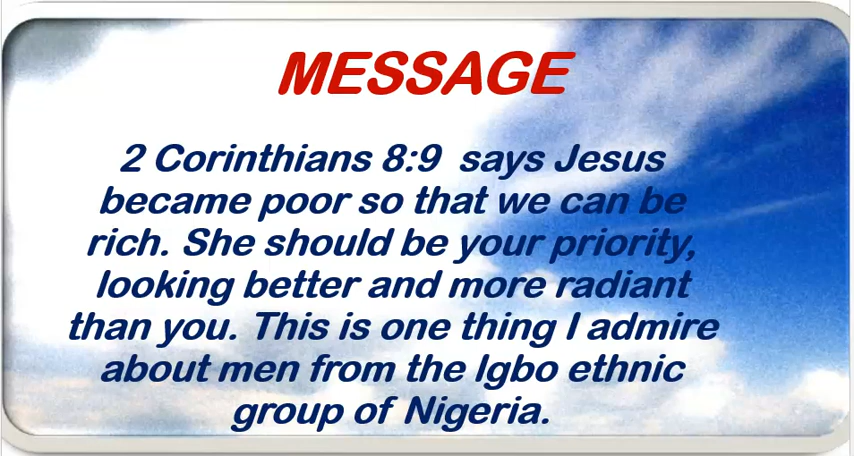 MESSAGE
2 Corinthians 8:9 says Jesus
became poor so that we can be
rich. She should be your priority,
looking better and more radiant
than you. This is one thing I admire
about men from the Igbo ethnic
group of Nigeria.